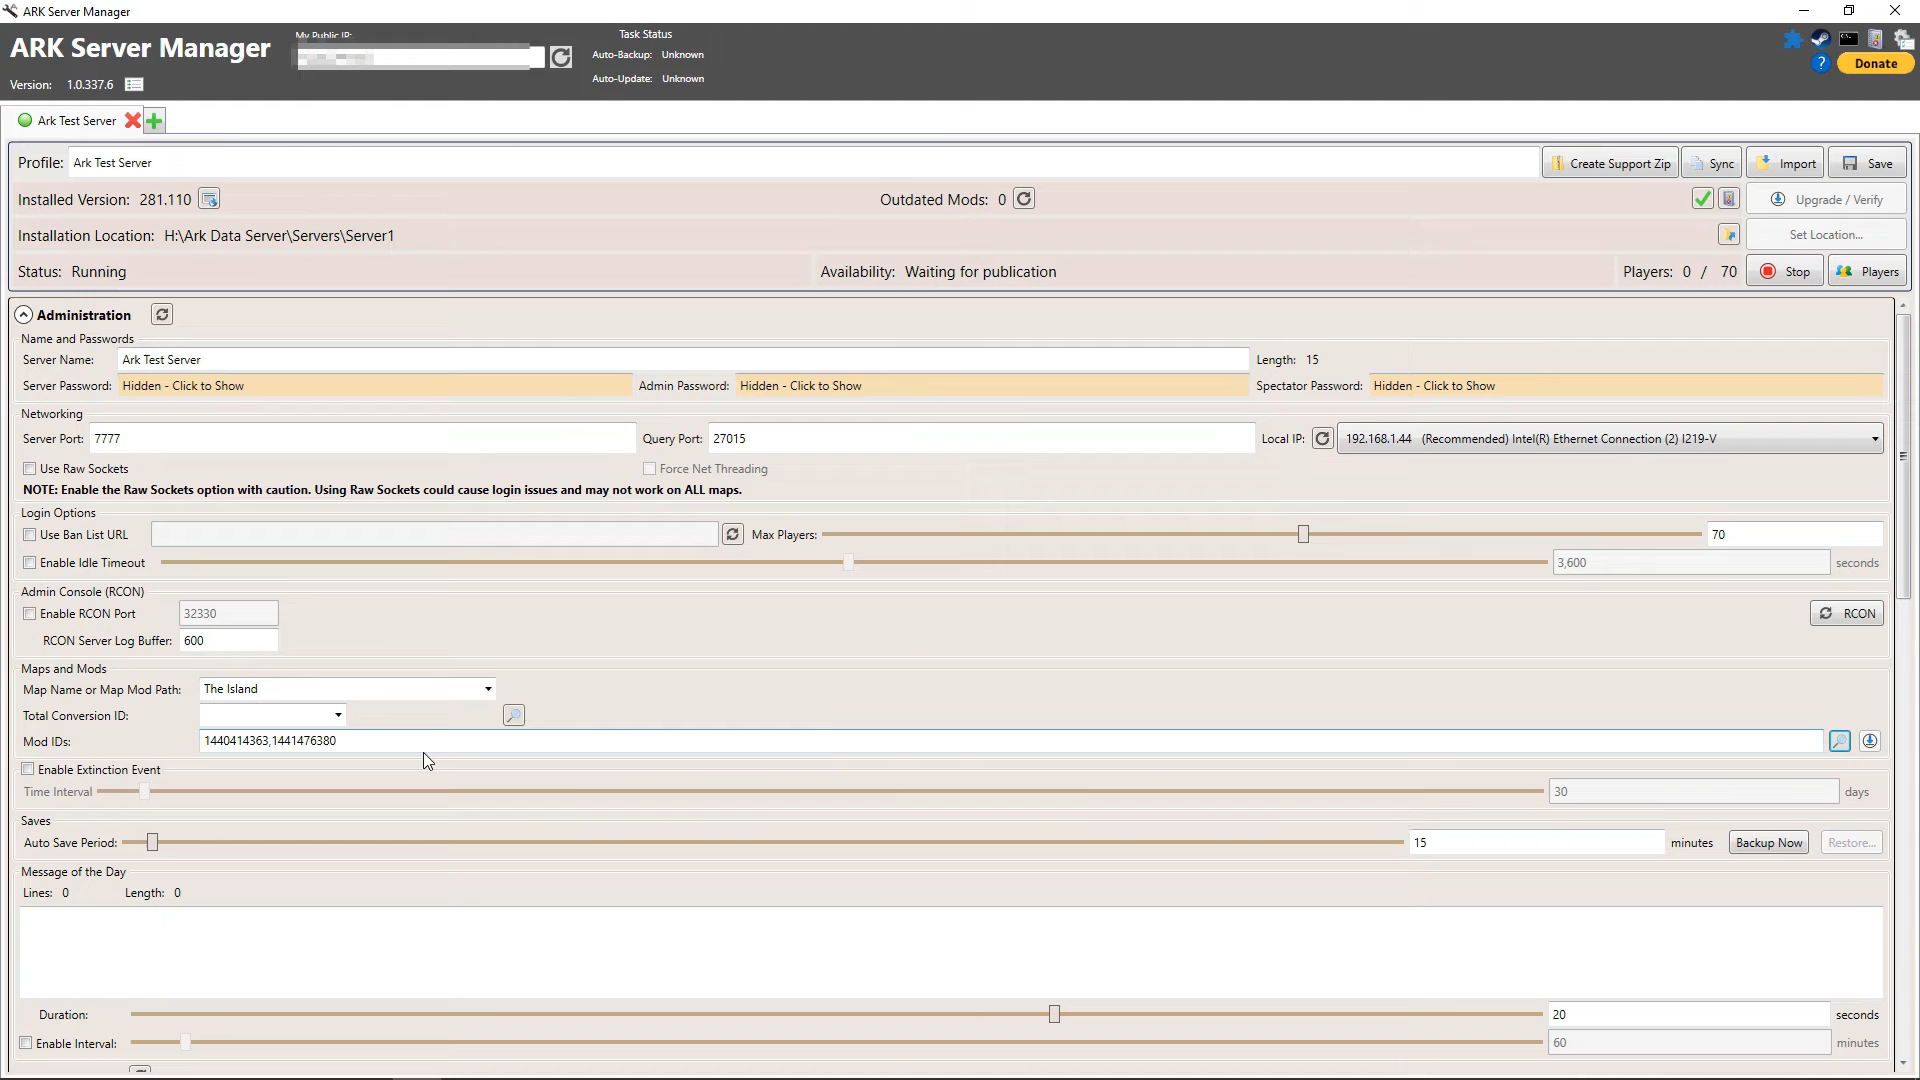 ARK Server Manager
ARK Server Manager
My Public IP:
Task Status
Auto-Backup: Unknown
Auto-Update: Unknown
Version: 1.0.337.6
Donate
Ark Test Server
Profile: Ark Test Server
Create Support Zip Sync Import Save
Installed Version: 281.110 Outdated Mods: 0 Upgrade / Verify
Installation Location: H:\Ark Data Server\Servers\Server1 Set Location...
Status: Running Availability: Waiting for publication Players: 0 / 70 Stop Players
Administration
Name and Passwords
Server Name: Ark Test Server Length: 15
Server Password: Hidden - Click to Show Admin Password: Hidden - Click to Show Spectator Password: Hidden - Click to Show
Networking
Server Port: 7777 Query Port: 27015 Local IP: 192.168.1.44 (Recommended) Intel(R) Ethernet Connection (2) I219-V
Use Raw Sockets Force Net Threading
NOTE: Enable the Raw Sockets option with caution. Using Raw Sockets could cause login issues and may not work on ALL maps.
Login Options
Use Ban List URL Max Players: 70
Enable Idle Timeout 3,600 seconds
Admin Console (RCON)
Enable RCON Port 32330 RCON
RCON Server Log Buffer: 600
Maps and Mods
Map Name or Map Mod Path: The Island
Total Conversion ID:
Mod IDs: 1440414363,1441476380
Enable Extinction Event
Time Interval 30 days
Saves
Auto Save Period: 15 minutes Backup Now Restore...
Message of the Day
Lines: 0 Length: 0
Duration: 20 seconds
Enable Interval: 60 minutes